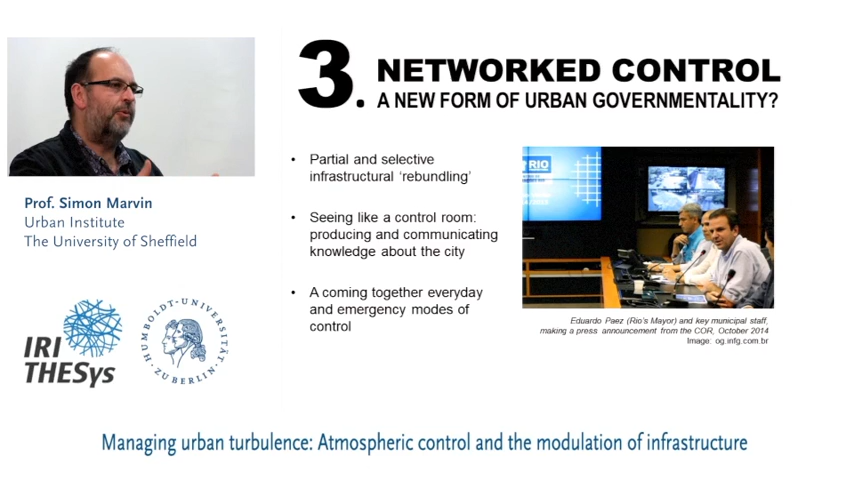 3. NETWORKED CONTROL
A NEW FORM OF URBAN GOVERNMENTALITY?
• Partial and selective
infrastructural ‘rebundling’
• Seeing like a control room:
producing and communicating
knowledge about the city
• A coming together everyday
and emergency modes of
control
RIO
Eduardo Paez (Rio's Mayor) and key municipal staff,
making a press announcement from the COR, October 2014
Image: og.infg.com.br
Prof. Simon Marvin
Urban Institute
The University of Sheffield
IRI
THESys
HUMBOLDT-UNIVERSITÄT
ZU BERLIN
Managing urban turbulence: Atmospheric control and the modulation of infrastructure